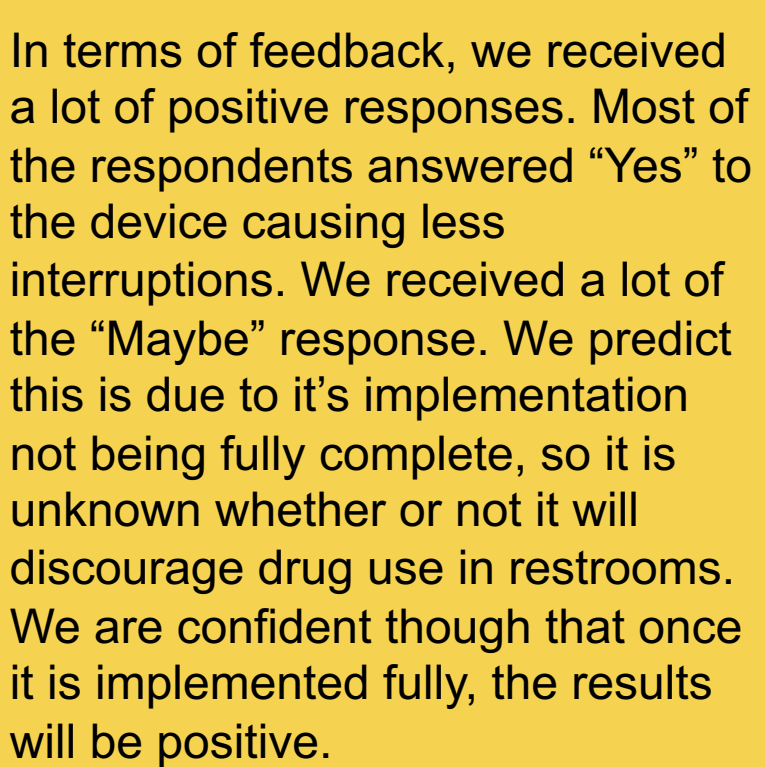 In terms of feedback, we received
a lot of positive responses. Most of
the respondents answered “Yes” to
the device causing less
interruptions. We received a lot of
the “Maybe” response. We predict
this is due to it’s implementation
not being fully complete, so it is
unknown whether or not it will
discourage drug use in restrooms.
We are confident though that once
it is implemented fully, the results
will be positive.